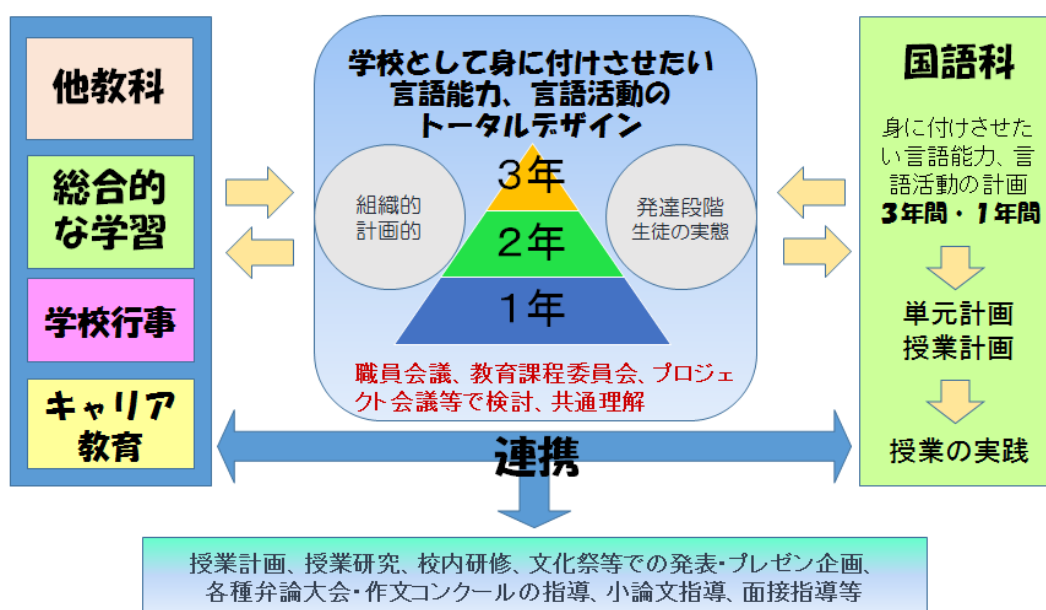 他教科
総合的
な学習
学校行事
キャリア
教育
学校として身に付けさせたい
言語能力、言語活動の
トータルデザイン
組織的
計画的
3年
2年
1年
発達段階
生徒の実態
職員会議、教育課程委員会、プロジェ
クト会議等で検討、共通理解
国語科
身に付けさせた
い言語能力、言
語活動の計画
3年間・1年間
単元計画
授業計画
授業の実践
連携
授業計画、授業研究、校内研修、文化祭等での発表・プレゼン企画、
各種弁論大会・作文コンクールの指導、小論文指導、面接指導等